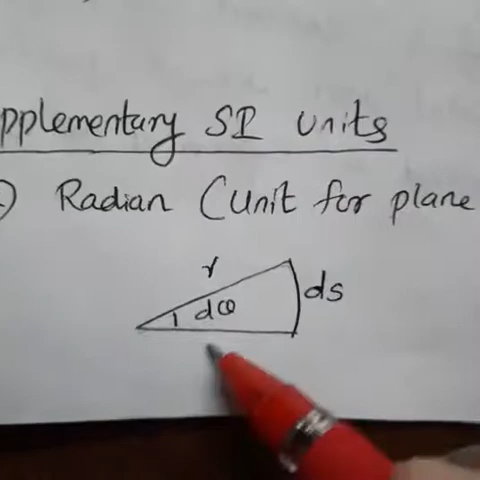 pplementary SI Units
) Radian (Unit for plane
r
dθ
ds